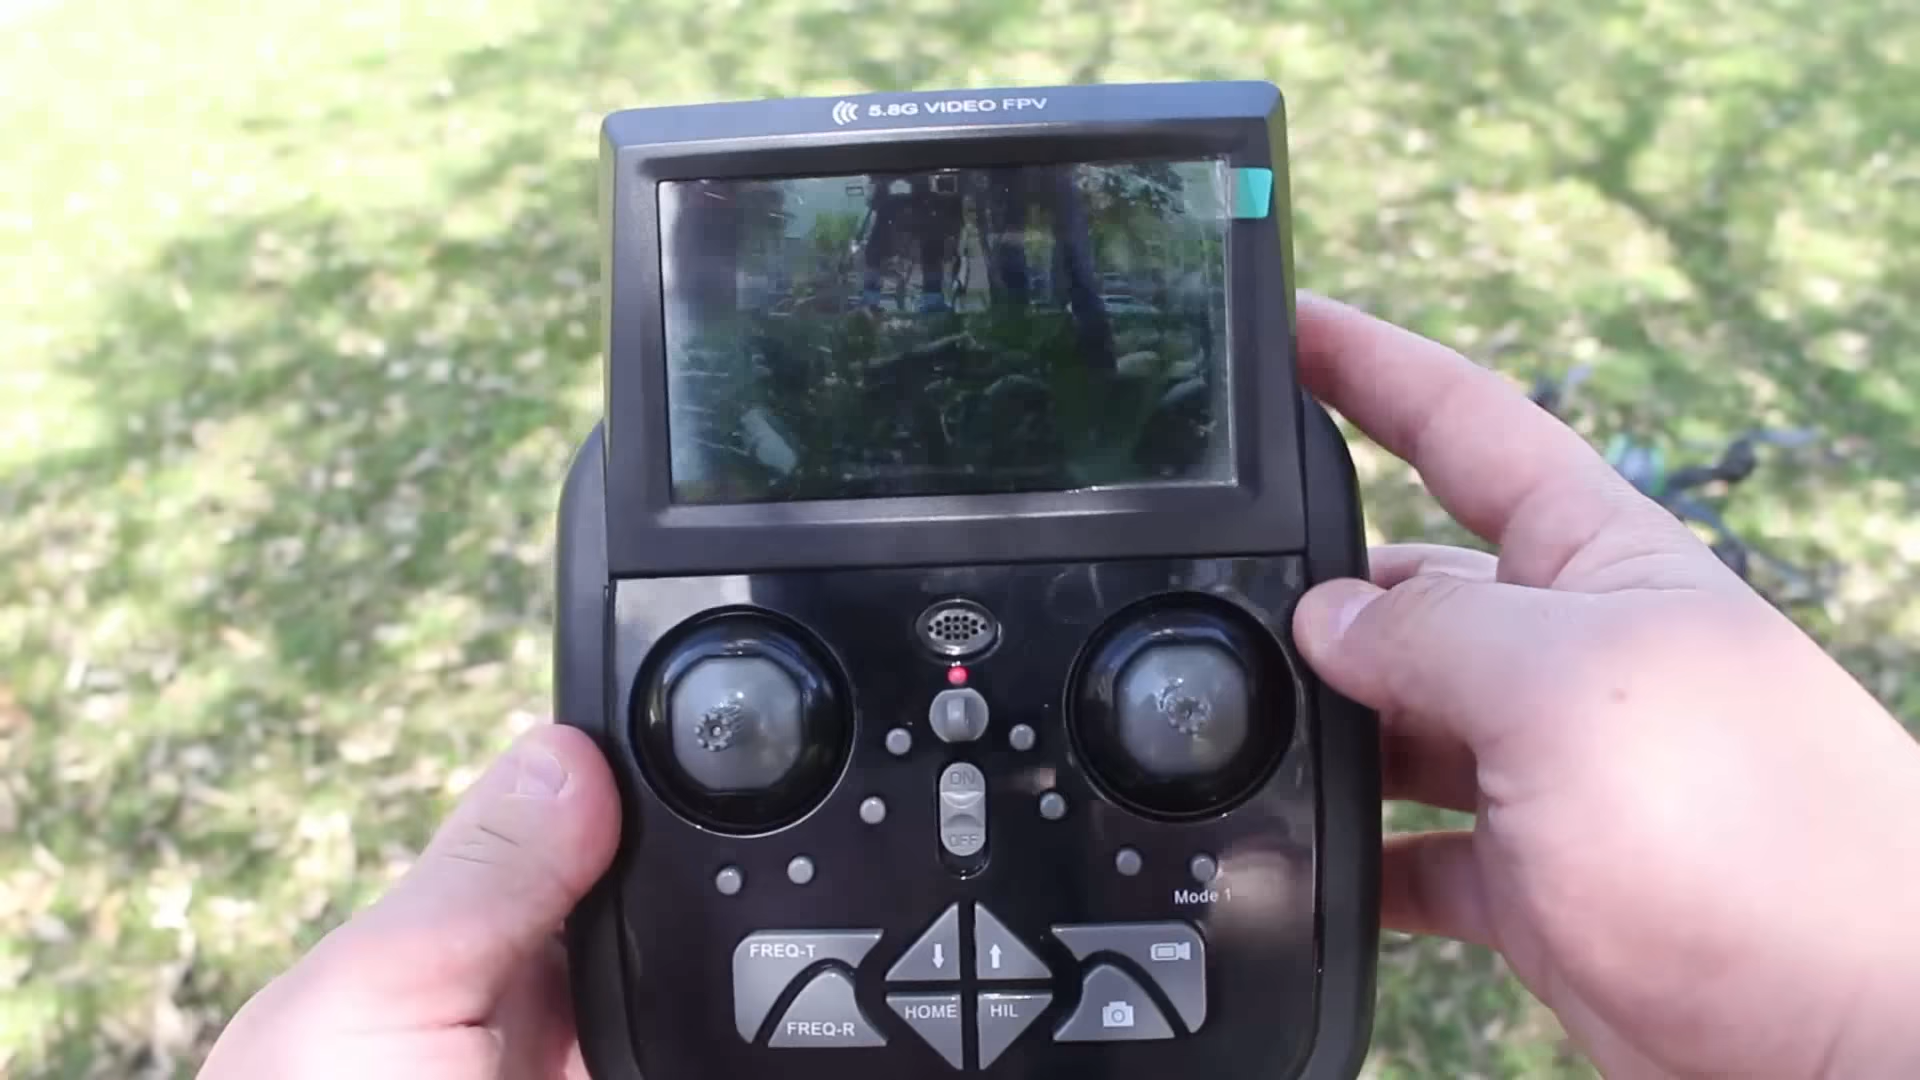 5.8G VIDEO FPV
ON
OFF
Mode 1
FREQ-T
FREQ-R
HOME
HIL